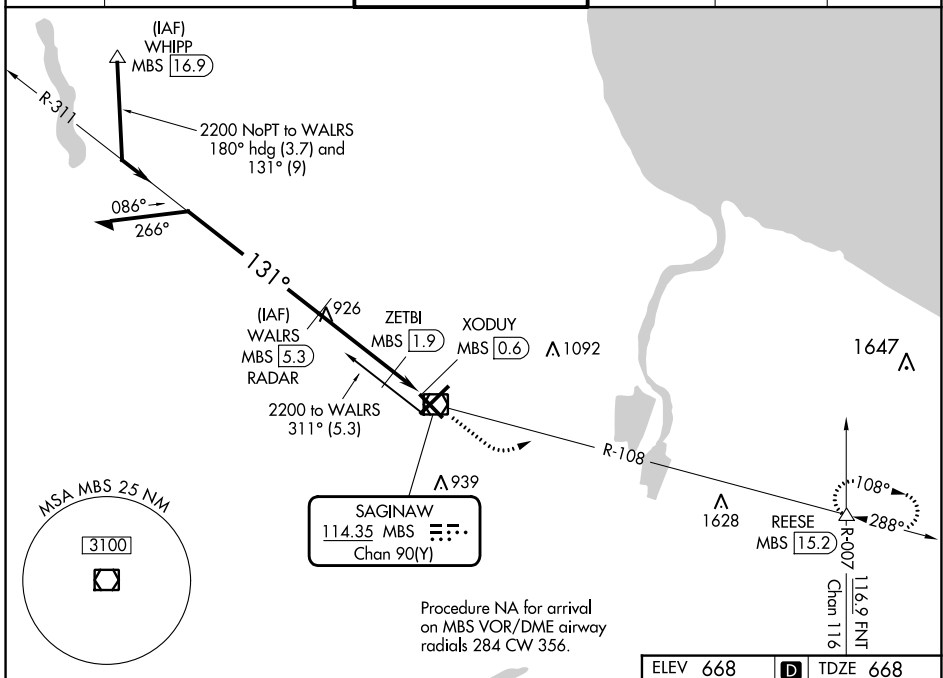 (IAF)
WHIPP
MBS 16.9
R-311
2200 NoPT to WALRS
180° hdg (3.7) and
131° (9)
086°
266°
131°
926
(IAF)
WALRS
MBS 5.3
RADAR
ZETBI
MBS 1.9
XODUY
MBS 0.6
1092
1647
2200 to WALRS
311° (5.3)
R-108
939
SAGINAW
114.35 MBS
Chan 90(Y)
1628
REESE
MBS 15.2
108°
288°
R-007
116.9 FNT
Chan 116
MSA MBS 25 NM
3100
Procedure NA for arrival
on MBS VOR/DME airway
radials 284 CW 356.
ELEV 668 D TDZE 668